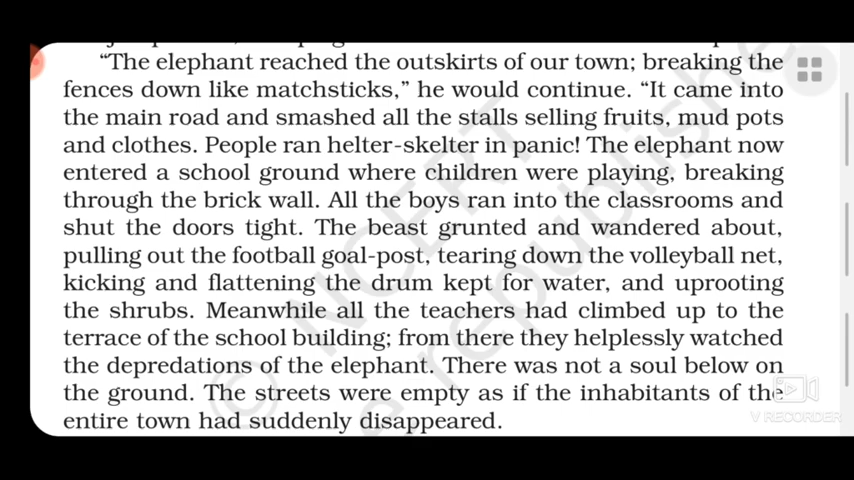 “The elephant reached the outskirts of our town; breaking the
fences down like matchsticks,” he would continue. “It came into
the main road and smashed all the stalls selling fruits, mud pots
and clothes. People ran helter-skelter in panic! The elephant now
entered a school ground where children were playing, breaking
through the brick wall. All the boys ran into the classrooms and
shut the doors tight. The beast grunted and wandered about,
pulling out the football goal-post, tearing down the volleyball net,
kicking and flattening the drum kept for water, and uprooting
the shrubs. Meanwhile all the teachers had climbed up to the
terrace of the school building; from there they helplessly watched
the depredations of the elephant. There was not a soul below on
the ground. The streets were empty as if the inhabitants of the
entire town had suddenly disappeared.
© NCERT
republishe
V RECORDER